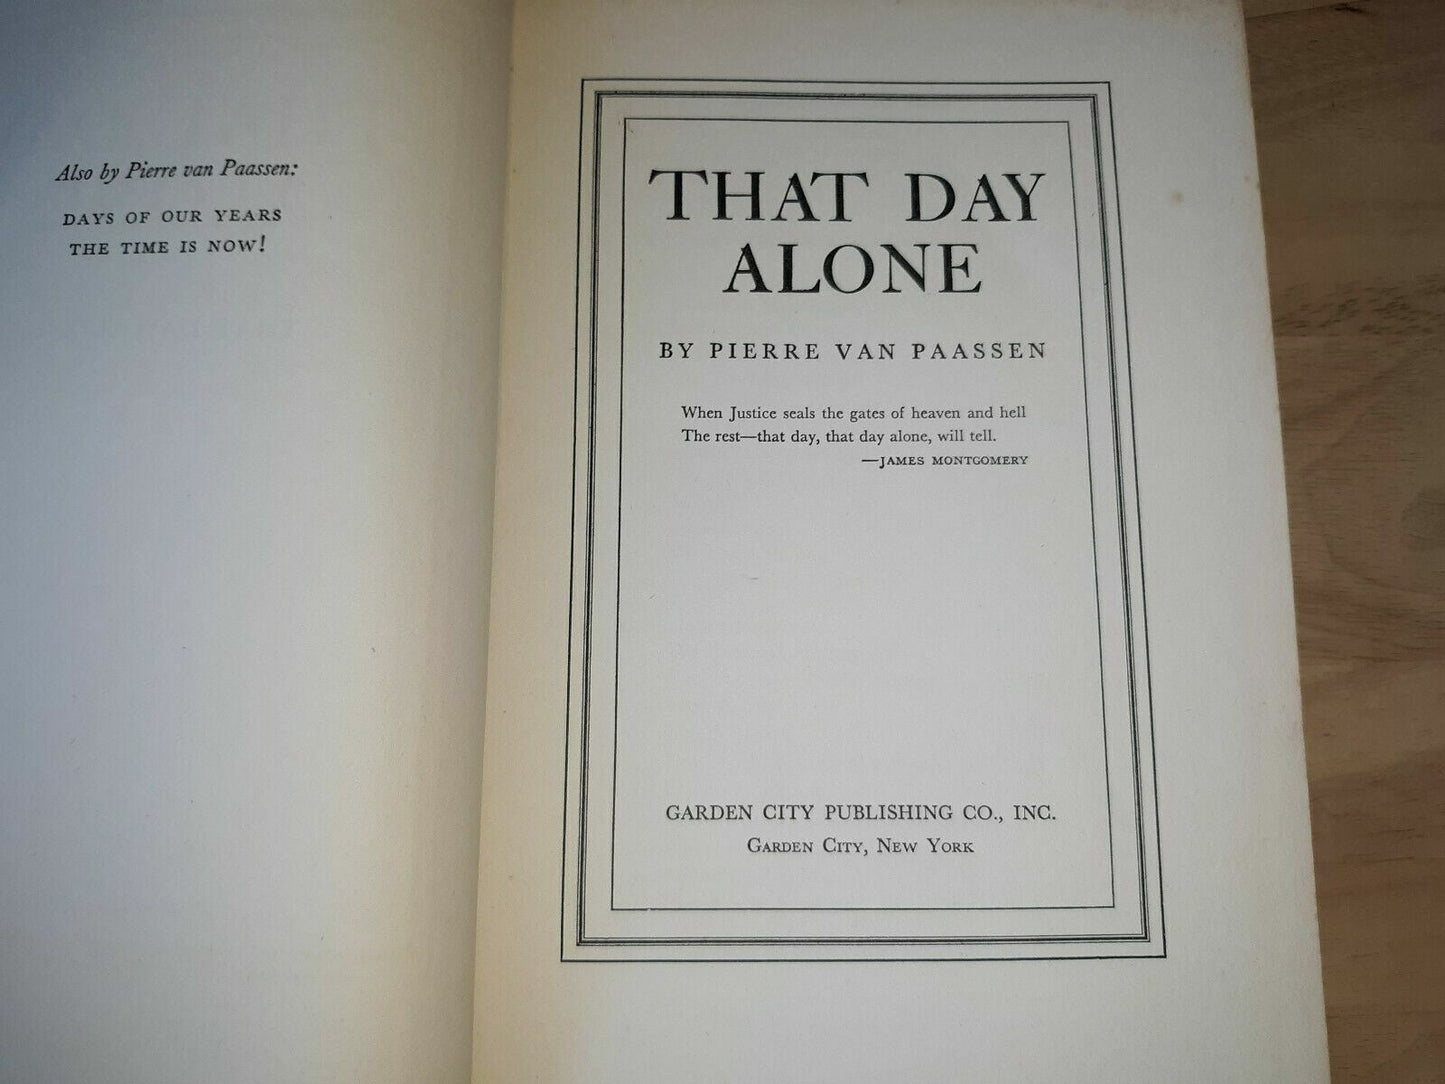 Also by Pierre van Paassen:
DAYS OF OUR YEARS
THE TIME IS NOW!
THAT DAY
ALONE
BY PIERRE VAN PAASSEN
When Justice seals the gates of heaven and hell
The rest—that day, that day alone, will tell.
—JAMES MONTGOMERY
GARDEN CITY PUBLISHING CO., INC.
GARDEN CITY, NEW YORK